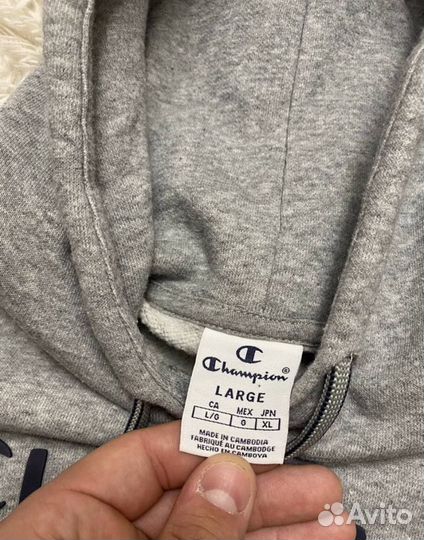 Champion®
LARGE
CA MEX JPN
L/G G XL
MADE IN CAMBODIA
FABRIQUÉ AU CAMBODGE
HECHO EN CAMBOYA
Avito